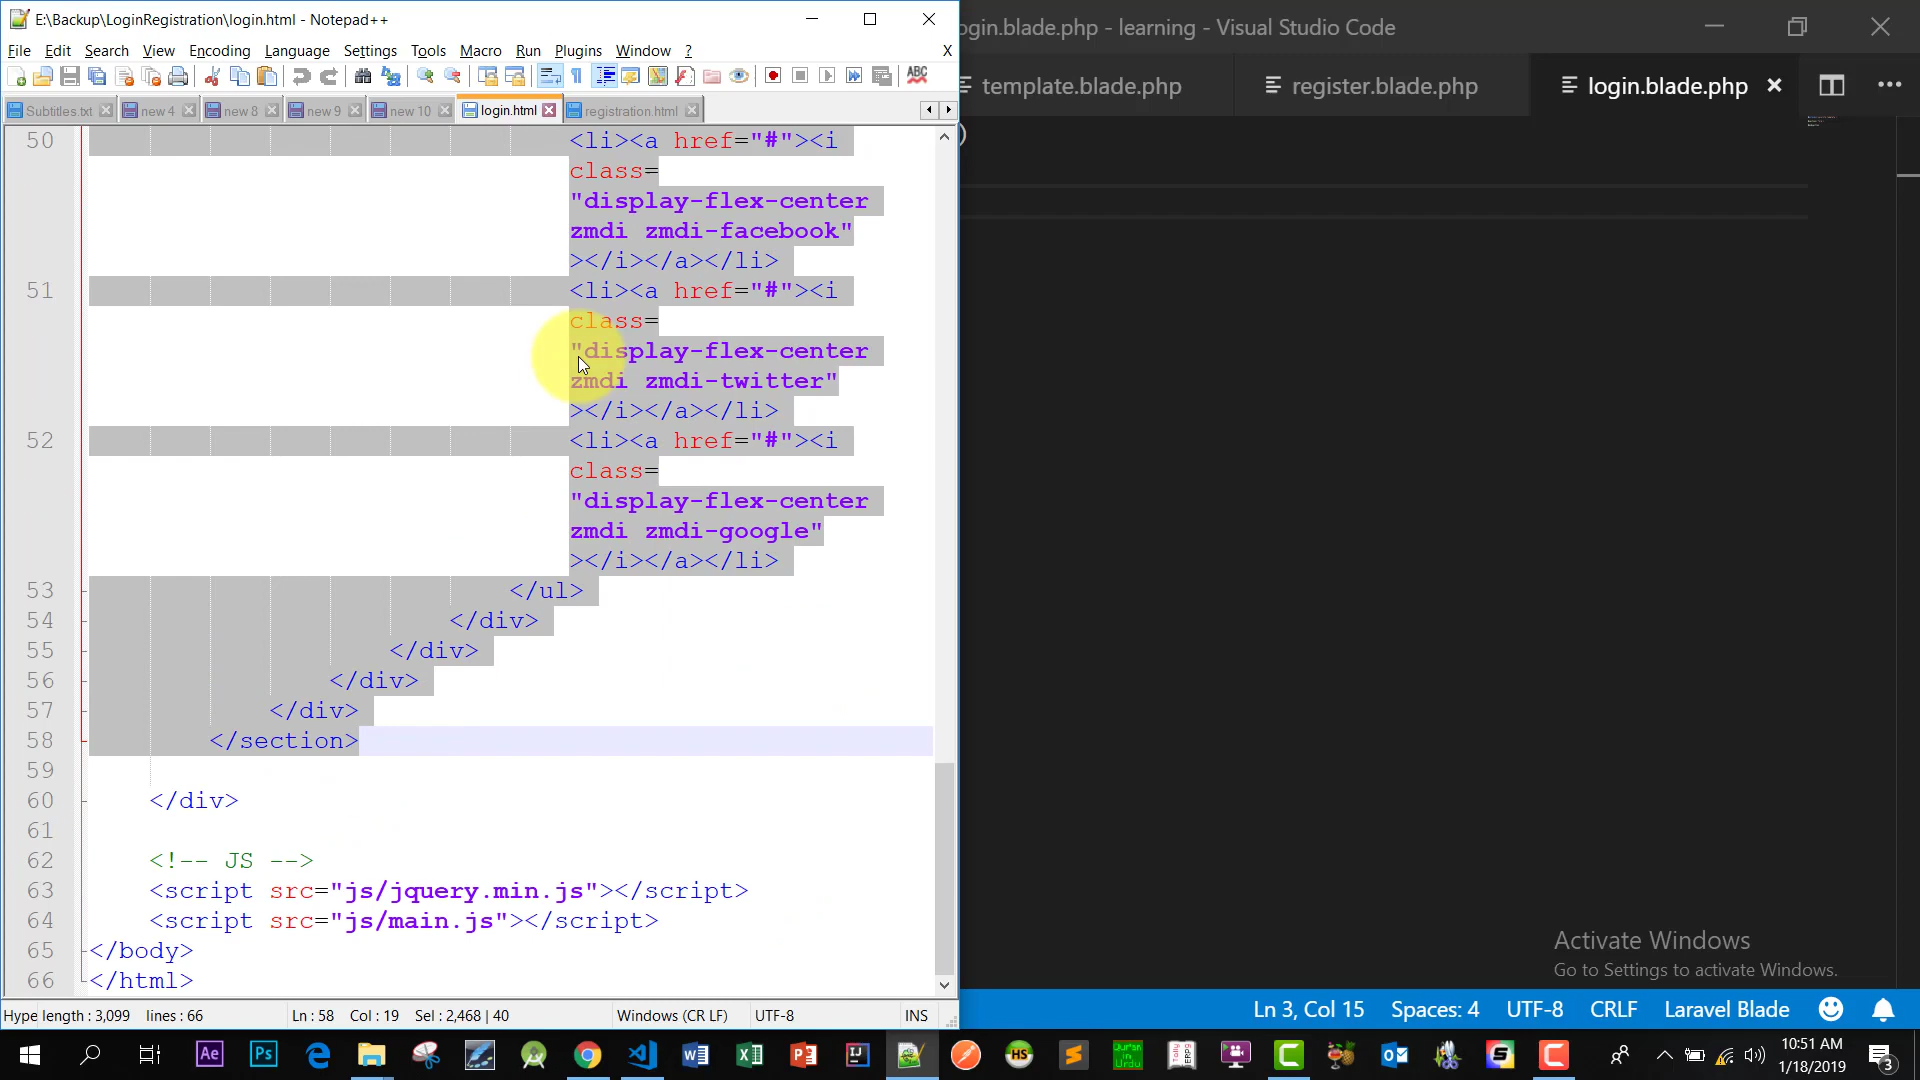 E:\Backup\LoginRegistration\login.html - Notepad++
File Edit Search View Encoding Language Settings Tools Macro Run Plugins Window ? X
Subtitles.txt new 4 new 8 new 9 new 10 login.html registration.html
50 <li><a href="#"><i
class=
"display-flex-center
zmdi zmdi-facebook"
></i></a></li>
51 <li><a href="#"><i
class=
"display-flex-center
zmdi zmdi-twitter"
></i></a></li>
52 <li><a href="#"><i
class=
"display-flex-center
zmdi zmdi-google"
></i></a></li>
53 </ul>
54 </div>
55 </div>
56 </div>
57 </div>
58 </section>
59
60 </div>
61
62 <!-- JS -->
63 <script src="js/jquery.min.js"></script>
64 <script src="js/main.js"></script>
65 </body>
66 </html>
Hype length : 3,099 lines : 66 Ln : 58 Col : 19 Sel : 2,468 | 40 Windows (CR LF) UTF-8 INS
ogin.blade.php - learning - Visual Studio Code
template.blade.php register.blade.php login.blade.php
)
Activate Windows
Go to Settings to activate Windows.
Ln 3, Col 15 Spaces: 4 UTF-8 CRLF Laravel Blade
10:51 AM
1/18/2019
3